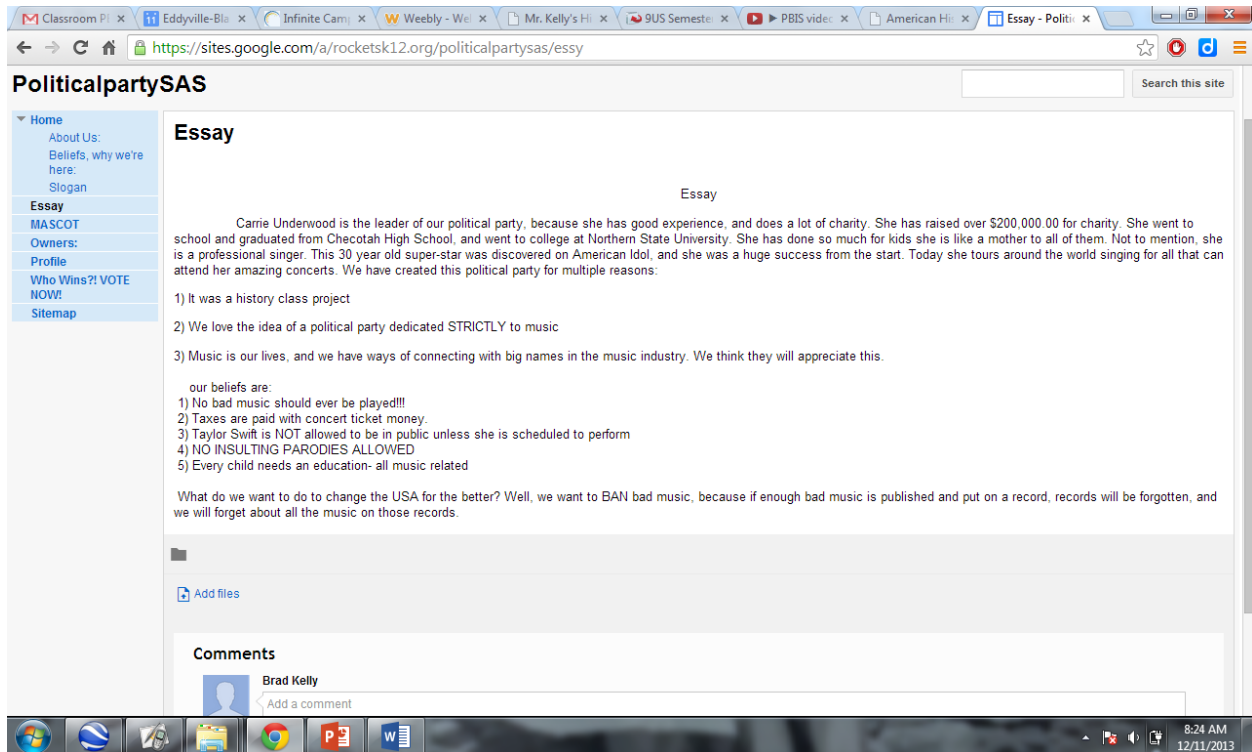 Classroom Pl
Eddyville-Bla
Infinite Camp
Weebly - Wel
Mr. Kelly's Hi
9US Semester
PBIS videc
American His
Essay - Politic
https://sites.google.com/a/rocketsk12.org/politicalpartysas/essy
PoliticalpartySAS
Search this site
Home
About Us:
Beliefs, why we're
here:
Slogan
Essay
MASCOT
Owners:
Profile
Who Wins?! VOTE
NOW!
Sitemap
Essay
Essay
Carrie Underwood is the leader of our political party, because she has good experience, and does a lot of charity. She has raised over $200,000.00 for charity. She went to
school and graduated from Checotah High School, and went to college at Northern State University. She has done so much for kids she is like a mother to all of them. Not to mention, she
is a professional singer. This 30 year old super-star was discovered on American Idol, and she was a huge success from the start. Today she tours around the world singing for all that can
attend her amazing concerts. We have created this political party for multiple reasons:
1) It was a history class project
2) We love the idea of a political party dedicated STRICTLY to music
3) Music is our lives, and we have ways of connecting with big names in the music industry. We think they will appreciate this.
our beliefs are:
1) No bad music should ever be played!!!
2) Taxes are paid with concert ticket money.
3) Taylor Swift is NOT allowed to be in public unless she is scheduled to perform
4) NO INSULTING PARODIES ALLOWED
5) Every child needs an education- all music related
What do we want to do to change the USA for the better? Well, we want to BAN bad music, because if enough bad music is published and put on a record, records will be forgotten, and
we will forget about all the music on those records.
Add files
Comments
Brad Kelly
Add a comment
8:24 AM
12/11/2013